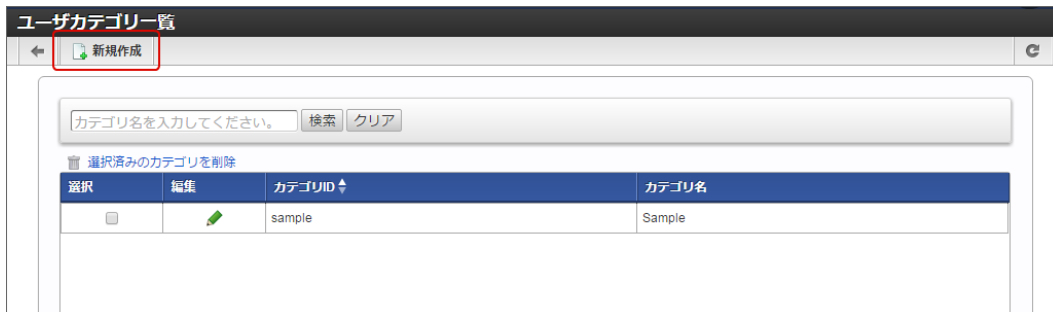 ユーザカテゴリ一覧
新規作成
カテゴリ名を入力してください。 検索 クリア
選択済みのカテゴリを削除
選択 編集 カテゴリID カテゴリ名
sample Sample